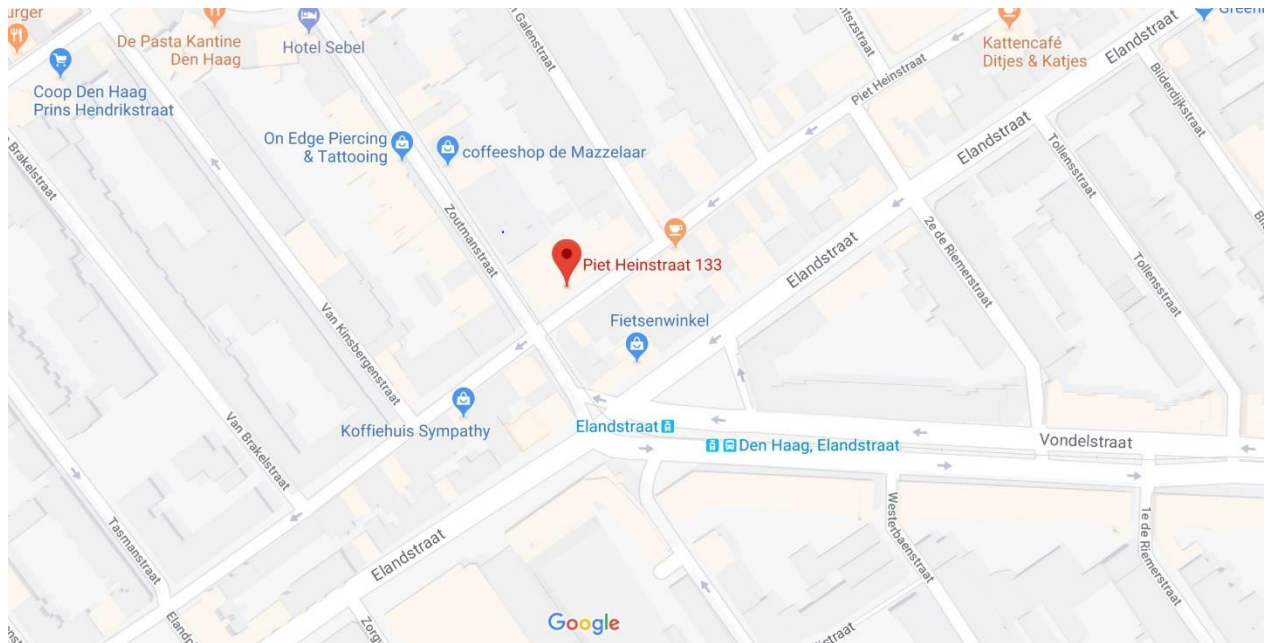 urger
De Pasta Kantine
Den Haag
Hotel Sebel
Coop Den Haag
Prins Hendrikstraat
On Edge Piercing
& Tattooing
coffeeshop de Mazzelaar
Galenstraat
Piet Heinstraat
Kattencafé
Ditjes & Katjes
Elandstraat
Bilderdijkstraat
Tollensstraat
Elandstraat
Brakelstraat
Zoutmanstraat
Piet Heinstraat 133
2e de Riemerstraat
Elandstraat
Tollensstraat
Van Kinsbergenstraat
Fietsenwinkel
Koffiehuis Sympathy
Elandstraat
Den Haag, Elandstraat
Vondelstraat
Van Brakelstraat
Tasmanstraat
Elandstraat
Westerbaenstraat
1e de Riemerstraat
Google